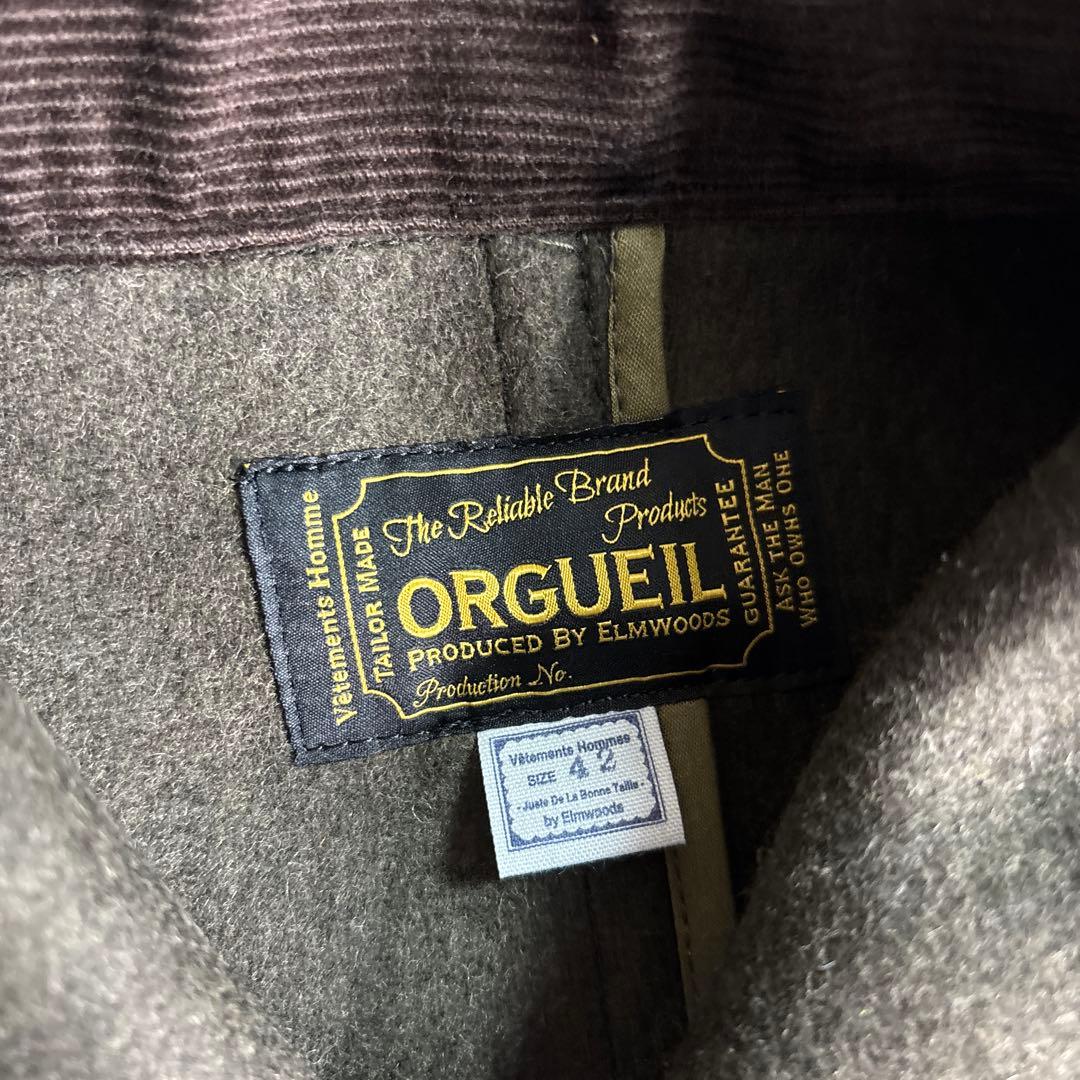 Vêtements Homme
TAILOR MADE
The Reliable Brand
Products
ORGUEIL
PRODUCED BY ELMWOODS
Production No.
GUARANTEE
ASK THE MAN
WHO OWNS ONE
Vêtements Hommes
SIZE 42
- Juste De La Bonne Taille -
by Elmwoods